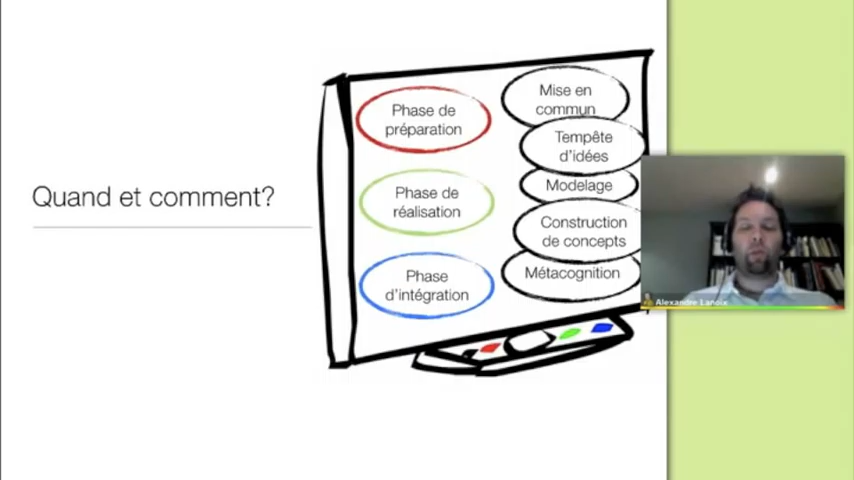 Quand et comment?
Phase de
préparation
Phase de
réalisation
Phase
d'intégration
Mise en
commun
Tempête
d'idées
Modelage
Construction
de concepts
Métacognition
Alexandre Lanoix